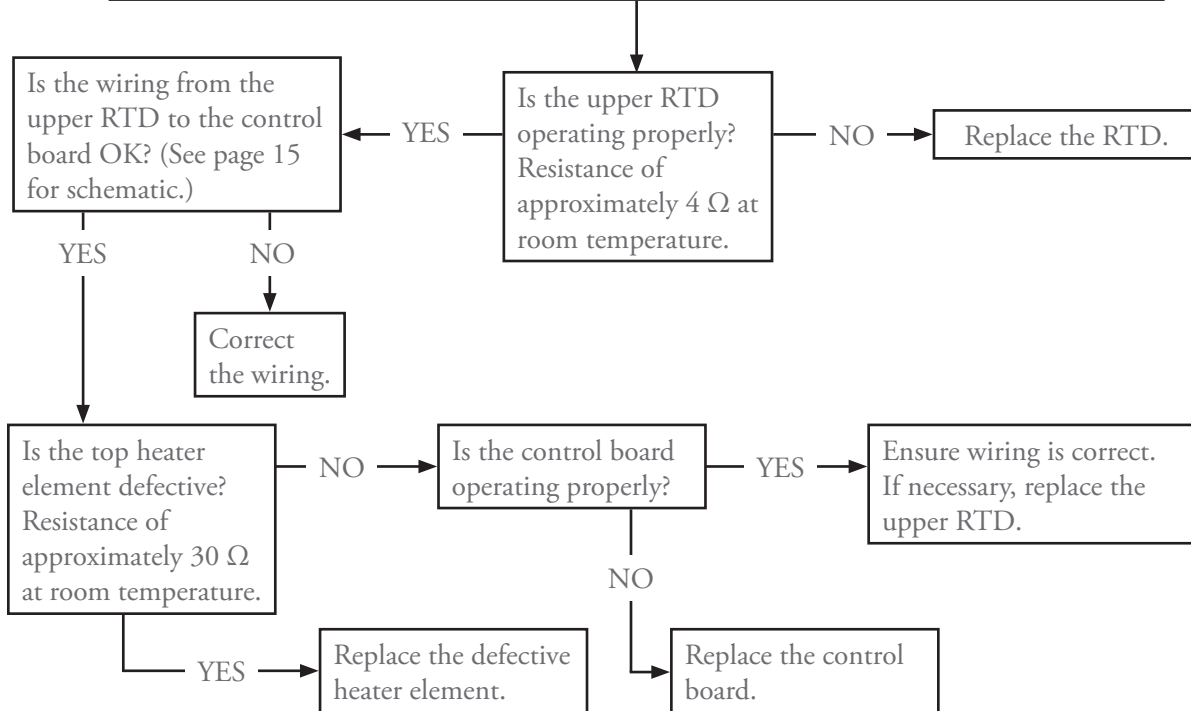 Is the upper RTD
operating properly?
Resistance of
approximately 4 Ω at
room temperature.
NO
Replace the RTD.
YES
Is the wiring from the
upper RTD to the control
board OK? (See page 15
for schematic.)
YES
NO
Correct
the wiring.
Is the top heater
element defective?
Resistance of
approximately 30 Ω
at room temperature.
NO
Is the control board
operating properly?
YES
Ensure wiring is correct.
If necessary, replace the
upper RTD.
NO
YES
Replace the defective
heater element.
Replace the control
board.